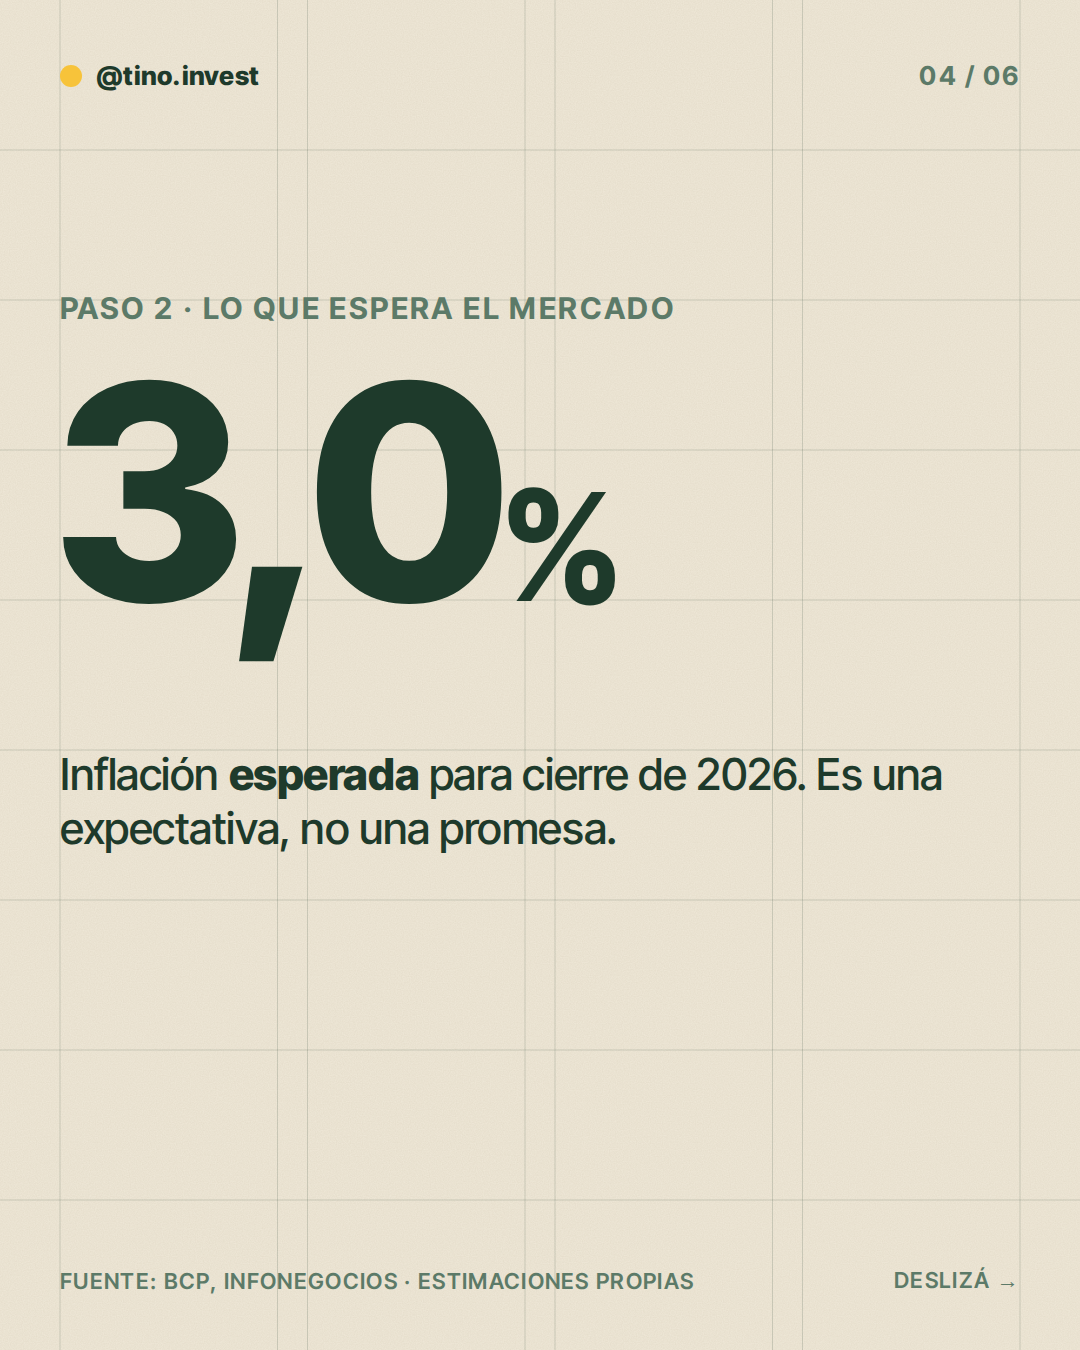 @tino.invest
04 / 06
PASO 2 · LO QUE ESPERA EL MERCADO
3,0%
Inflación esperada para cierre de 2026. Es una
expectativa, no una promesa.
FUENTE: BCP, INFONEGOCIOS · ESTIMACIONES PROPIAS
DESLIZÁ →